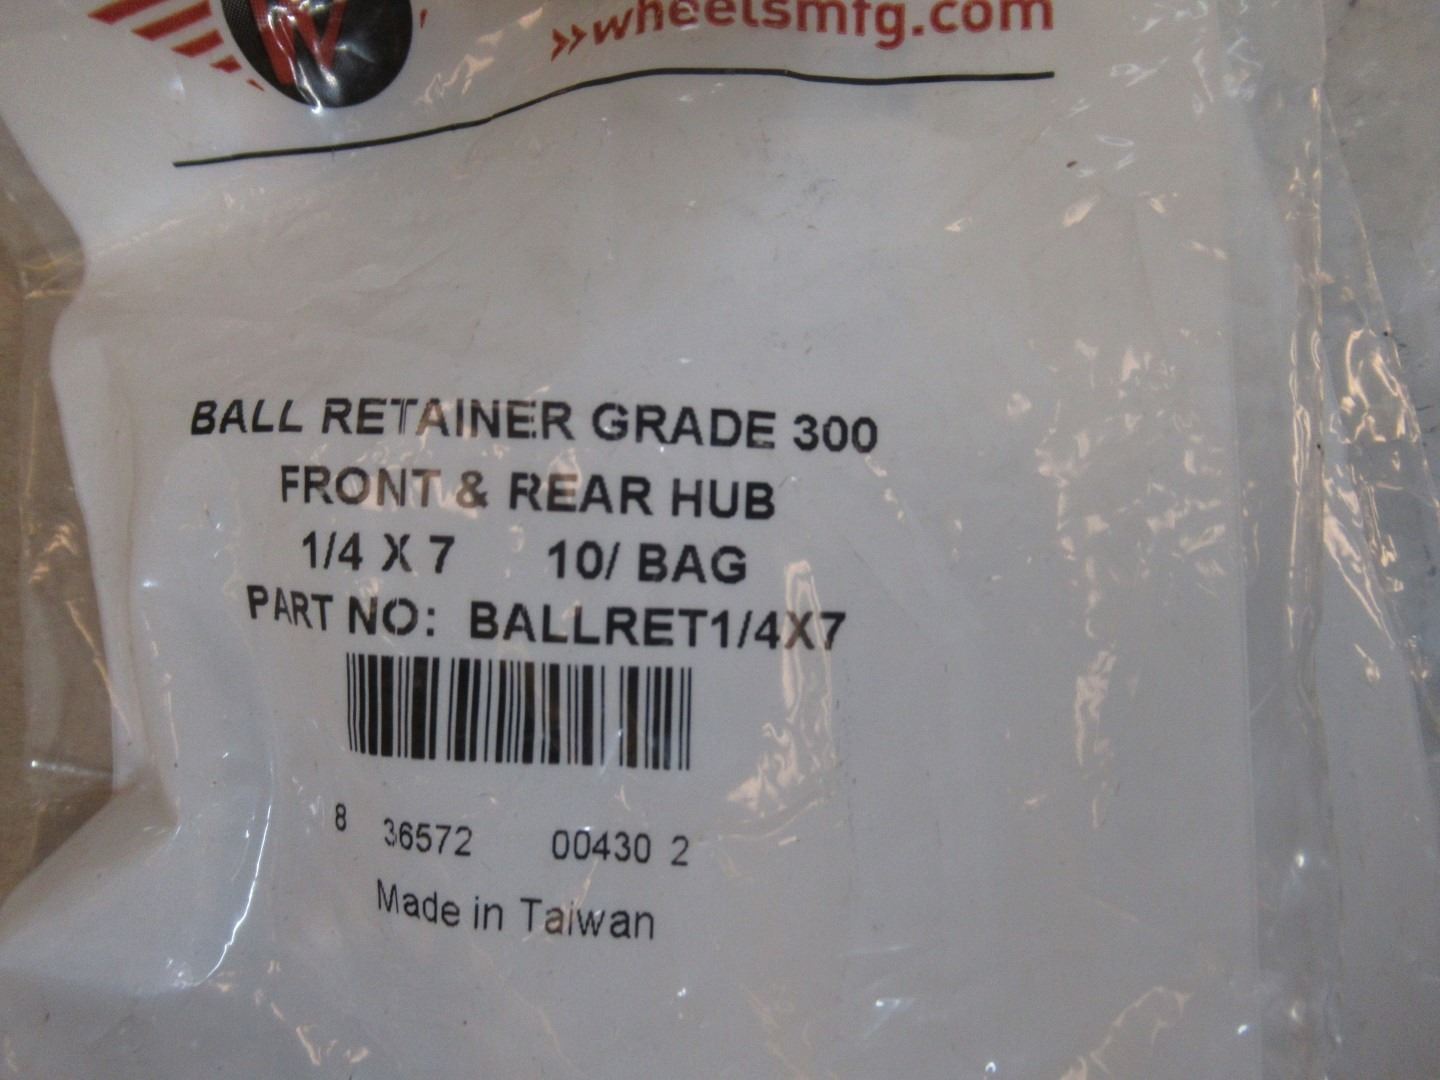 »wheelsmfg.com
BALL RETAINER GRADE 300
FRONT & REAR HUB
1/4 X 7 10/ BAG
PART NO: BALLRET1/4X7
8 36572 00430 2
Made in Taiwan